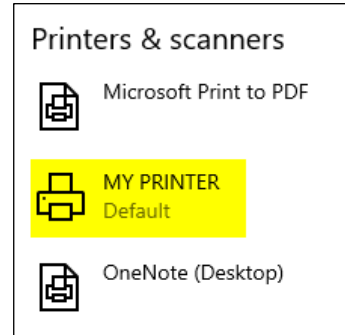 Printers & scanners
Microsoft Print to PDF
MY PRINTER
Default
OneNote (Desktop)